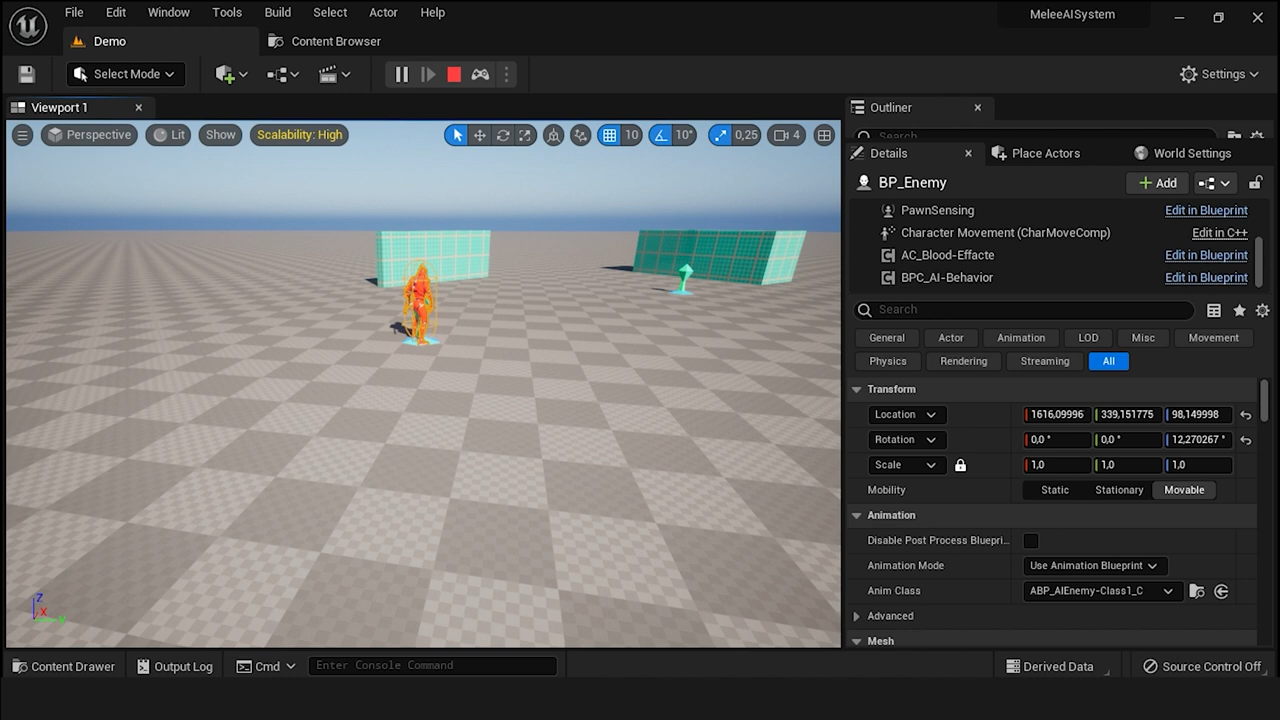 File Edit Window Tools Build Select Actor Help
MeleeAISystem
Demo
Content Browser
Select Mode
Settings
Viewport 1
Perspective
Lit
Show
Scalability: High
10
10°
0,25
4
Outliner
Search
Details
Place Actors
World Settings
BP_Enemy
Add
PawnSensing Edit in Blueprint
Character Movement (CharMoveComp) Edit in C++
AC_Blood-Effacte Edit in Blueprint
BPC_AI-Behavior Edit in Blueprint
Search
General Actor Animation LOD Misc Movement
Physics Rendering Streaming All
Transform
Location 1616,09996 339,151775 98,149998
Rotation 0,0 ° 0,0 ° 12,270267 °
Scale 1,0 1,0 1,0
Mobility Static Stationary Movable
Animation
Disable Post Process Bluepri...
Animation Mode Use Animation Blueprint
Anim Class ABP_AIEnemy-Class1_C
Advanced
Mesh
Z
X
Y
Content Drawer
Output Log
Cmd
Enter Console Command
Derived Data
Source Control Off